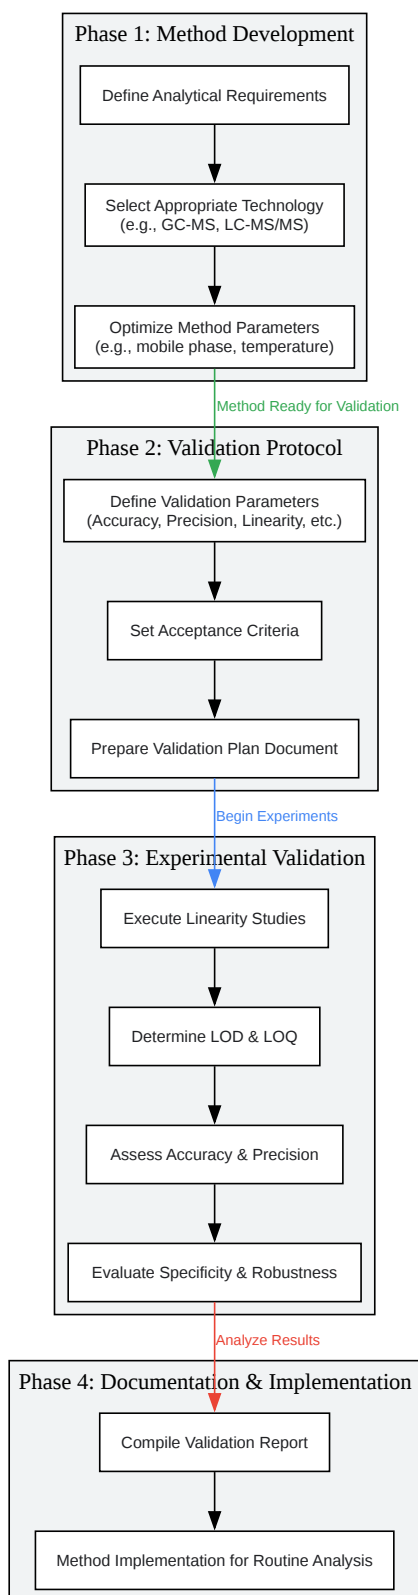 Phase 1: Method Development
Define Analytical Requirements
Select Appropriate Technology
(e.g., GC-MS, LC-MS/MS)
Optimize Method Parameters
(e.g., mobile phase, temperature)
Method Ready for Validation
Phase 2: Validation Protocol
Define Validation Parameters
(Accuracy, Precision, Linearity, etc.)
Set Acceptance Criteria
Prepare Validation Plan Document
Begin Experiments
Phase 3: Experimental Validation
Execute Linearity Studies
Determine LOD & LOQ
Assess Accuracy & Precision
Evaluate Specificity & Robustness
Analyze Results
Phase 4: Documentation & Implementation
Compile Validation Report
Method Implementation for Routine Analysis